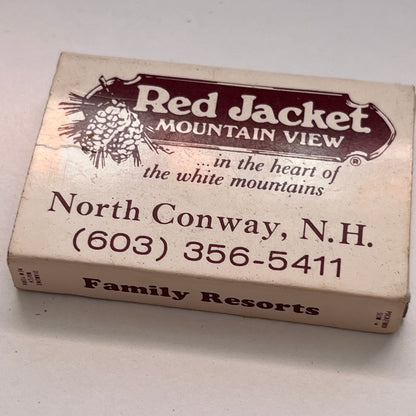 Red Jacket
MOUNTAIN VIEW
®
...in the heart of
the white mountains
North Conway, N.H.
(603) 356-5411
Family Resorts